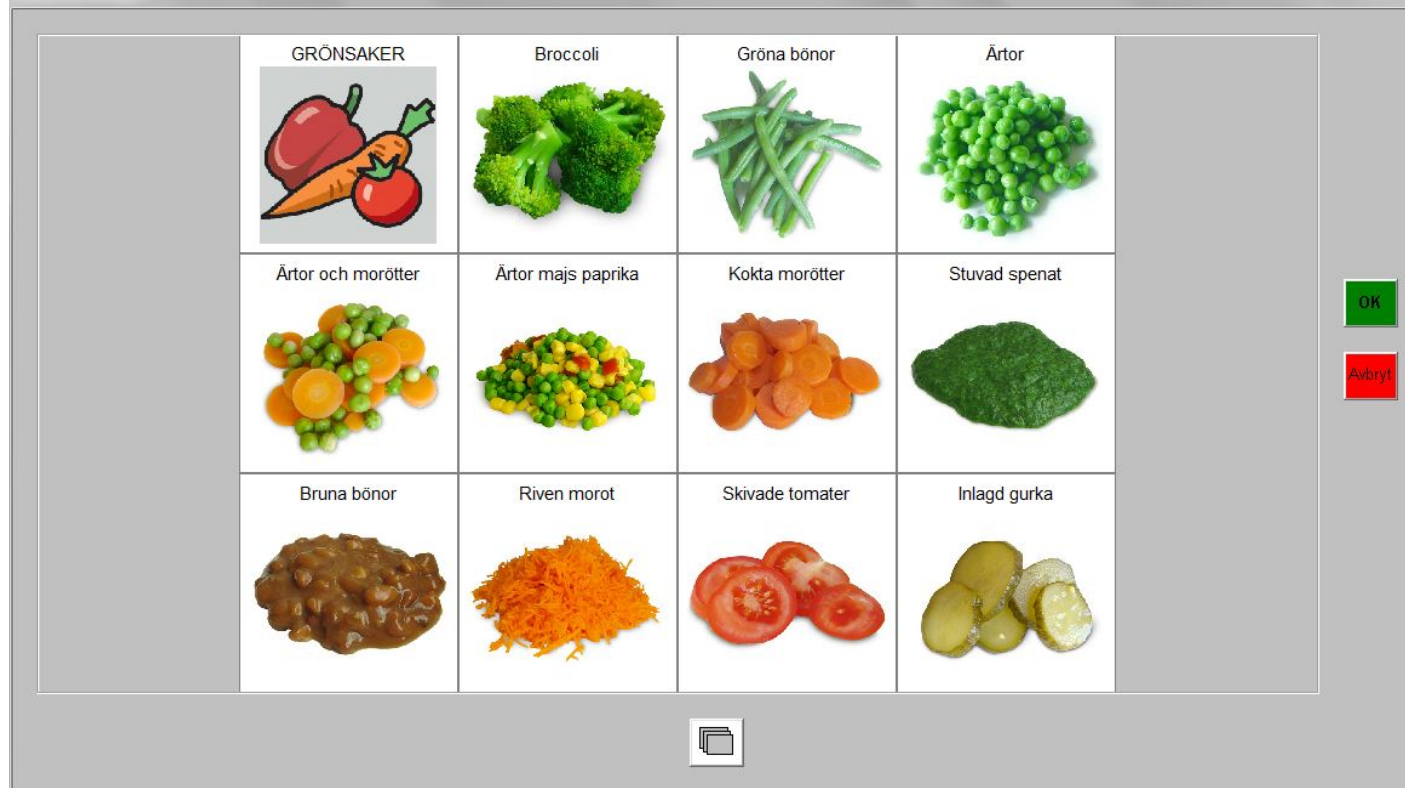 GRÖNSAKER
Broccoli
Gröna bönor
Ärtor
Ärtor och morötter
Ärtor majs paprika
Kokta morötter
Stuvad spenat
Bruna bönor
Riven morot
Skivade tomater
Inlagd gurka
OK
Avbryt